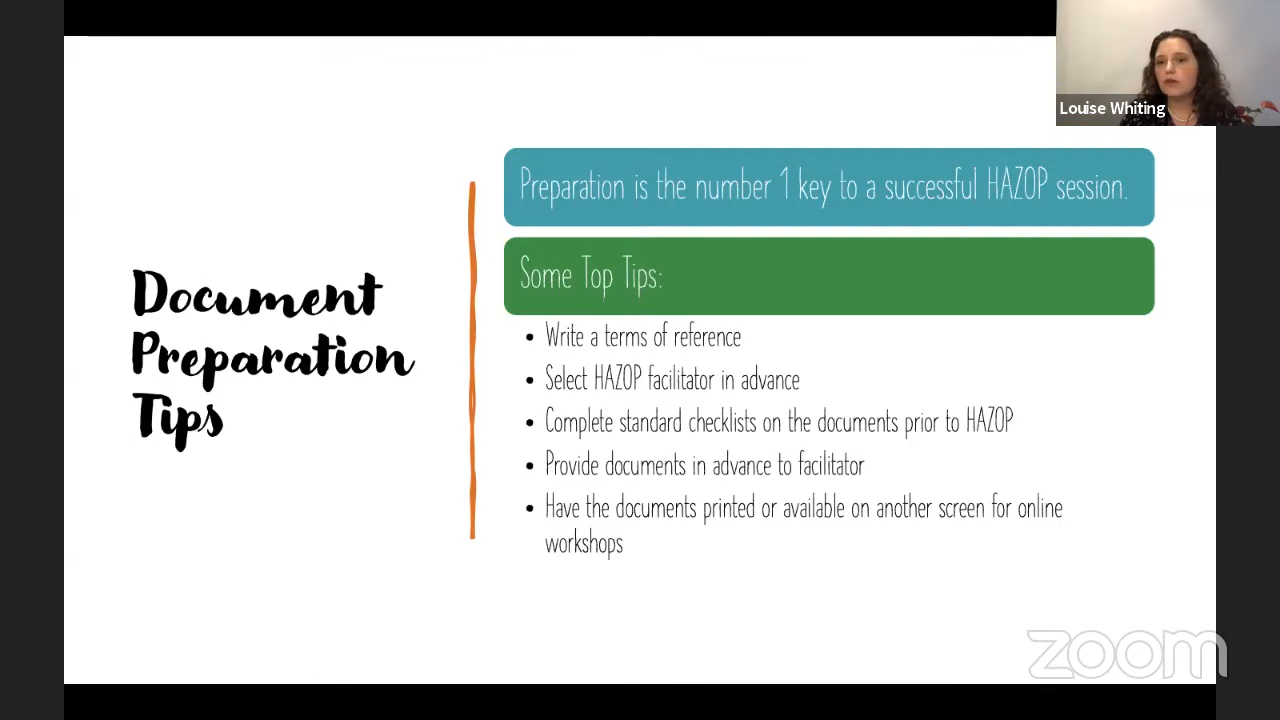 Louise Whiting
Document
Preparation
Tips
Preparation is the number 1 key to a successful HAZOP session.
Some Top Tips:
• Write a terms of reference
• Select HAZOP facilitator in advance
• Complete standard checklists on the documents prior to HAZOP
• Provide documents in advance to facilitator
• Have the documents printed or available on another screen for online
workshops
zoom